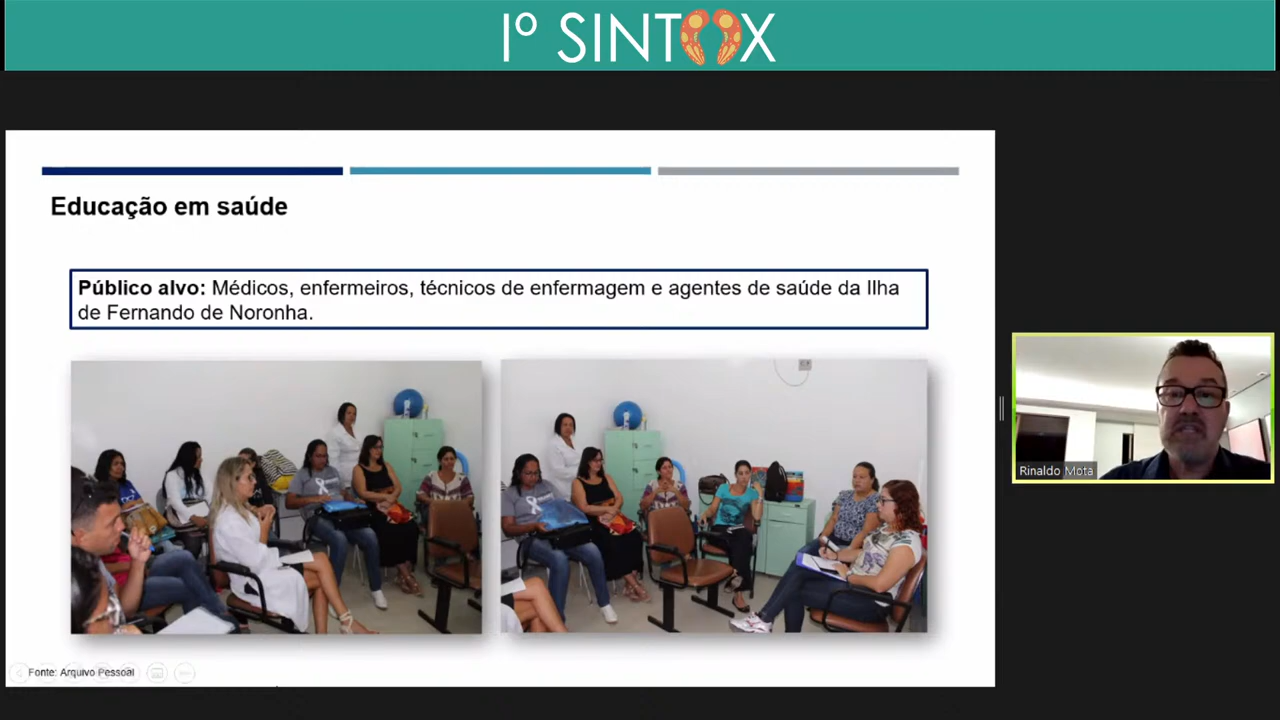 Iº SINTOX
Educação em saúde
Público alvo: Médicos, enfermeiros, técnicos de enfermagem e agentes de saúde da Ilha
de Fernando de Noronha.
Rinaldo Mota
Fonte: Arquivo Pessoal